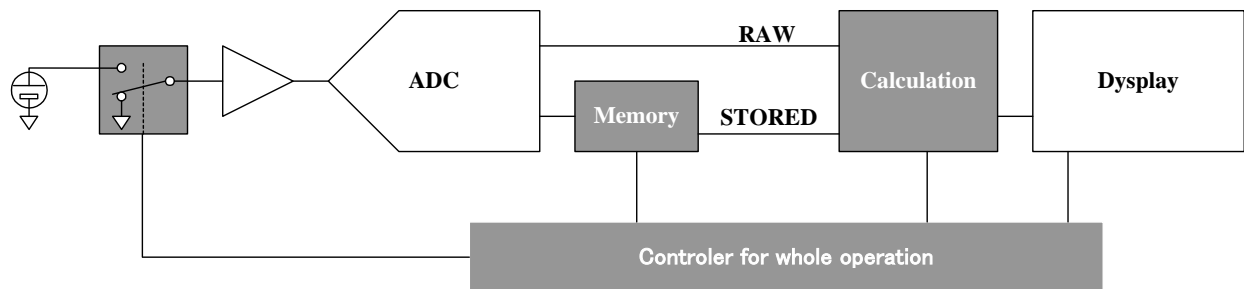 RAW
ADC
Calculation
Dysplay
Memory
STORED
Controler for whole operation